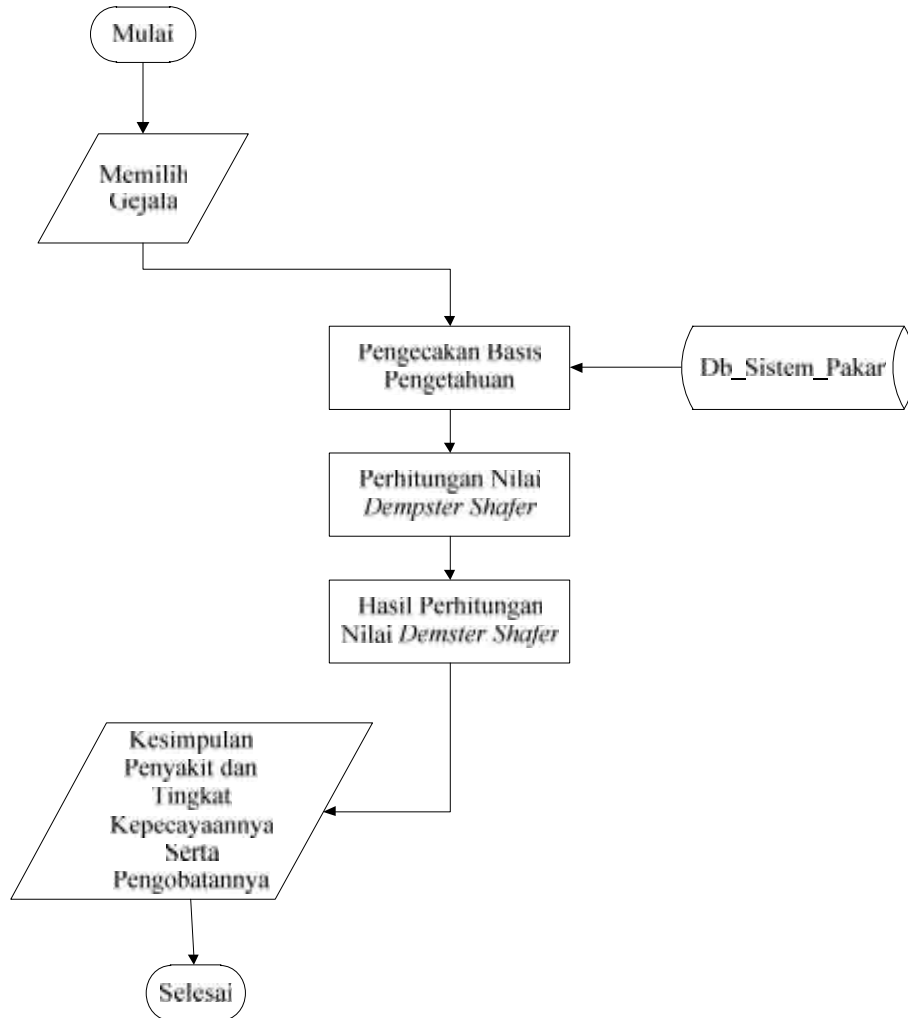 Mulai
Memilih
Gejala
Pengecakan Basis
Pengetahuan
Db_Sistem_Pakar
Perhitungan Nilai
Dempster Shafer
Hasil Perhitungan
Nilai Demster Shafer
Kesimpulan
Penyakit dan
Tingkat
Kepecayaannya
Serta
Pengobatannya
Selesai